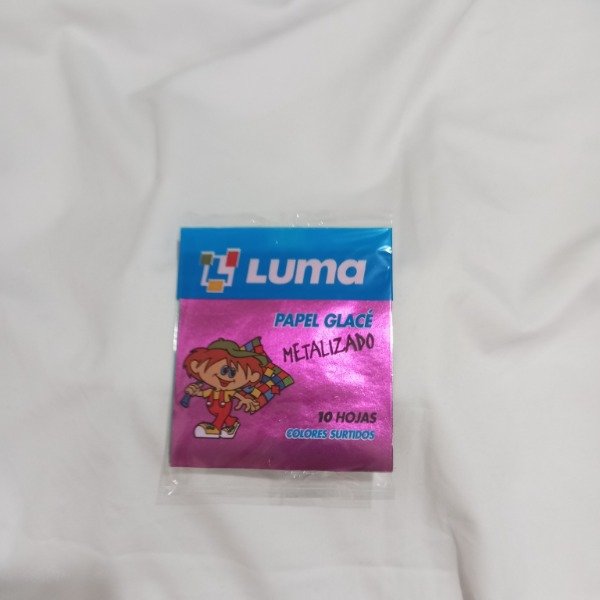 Luma
PAPEL GLACÉ
METALIZADO
10 HOJAS
COLORES SURTIDOS